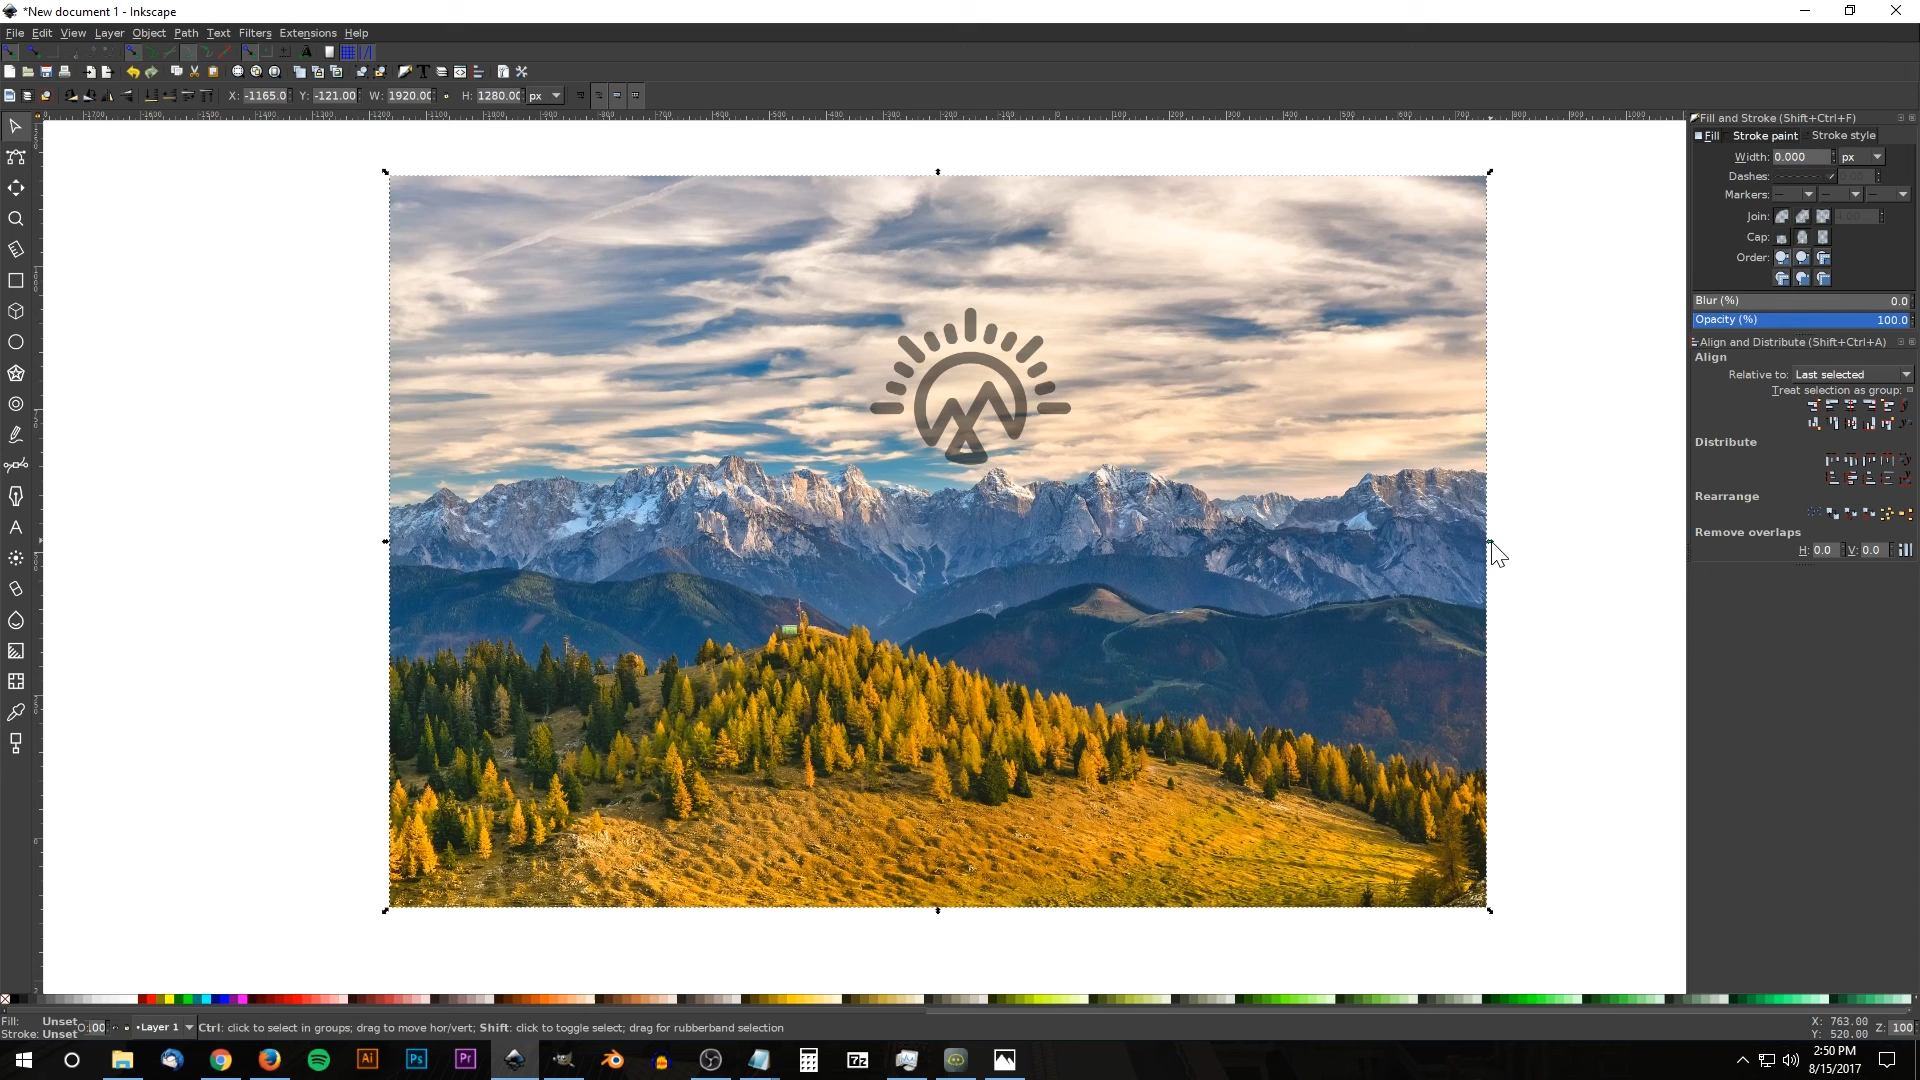 *New document 1 - Inkscape
File Edit View Layer Object Path Text Filters Extensions Help
X: -1165.0 Y: -121.00 W: 1920.00 H: 1280.00 px
Fill and Stroke (Shift+Ctrl+F)
Fill Stroke paint Stroke style
Width: 0.000 px
Dashes:
Markers:
Join:
Cap:
Order:
Blur (%) 0.0
Opacity (%) 100.0
Align and Distribute (Shift+Ctrl+A)
Align
Relative to: Last selected
Treat selection as group:
Distribute
Rearrange
Remove overlaps
H: 0.0 V: 0.0
Fill: Unset
Stroke: Unset
•Layer 1
Ctrl: click to select in groups; drag to move hor/vert; Shift: click to toggle select; drag for rubberband selection
X: 763.00
Y: 520.00
Z: 100
Ai Ps Pr 7z
2:50 PM
8/15/2017